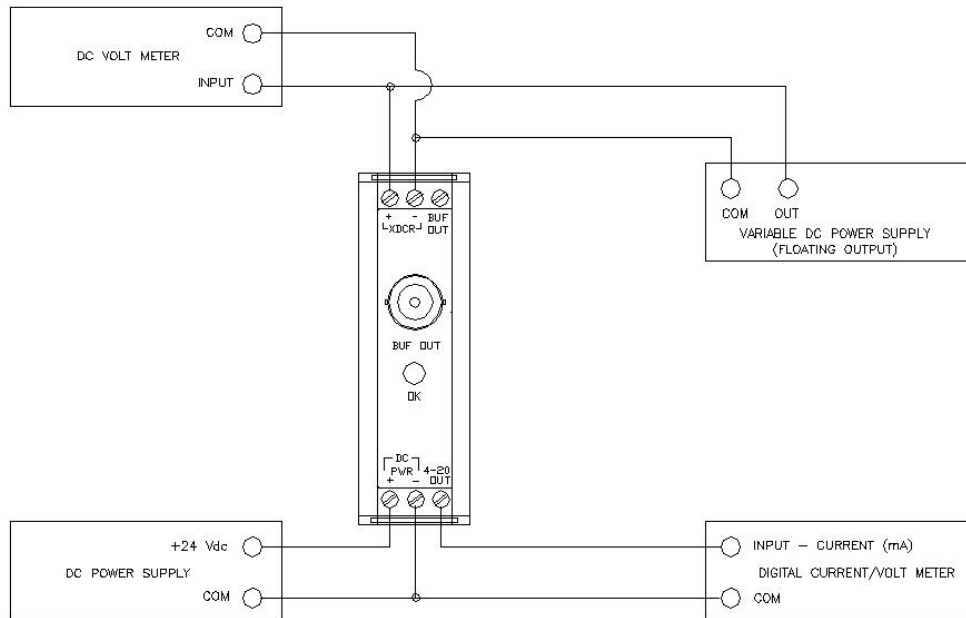 COM
DC VOLT METER
INPUT
COM OUT
VARIABLE DC POWER SUPPLY
(FLOATING OUTPUT)
+ - BUF
XDCR OUT
BUF OUT
OK
DC
PWR 4-20
+ - OUT
+24 Vdc
DC POWER SUPPLY
COM
INPUT - CURRENT (mA)
DIGITAL CURRENT/VOLT METER
COM